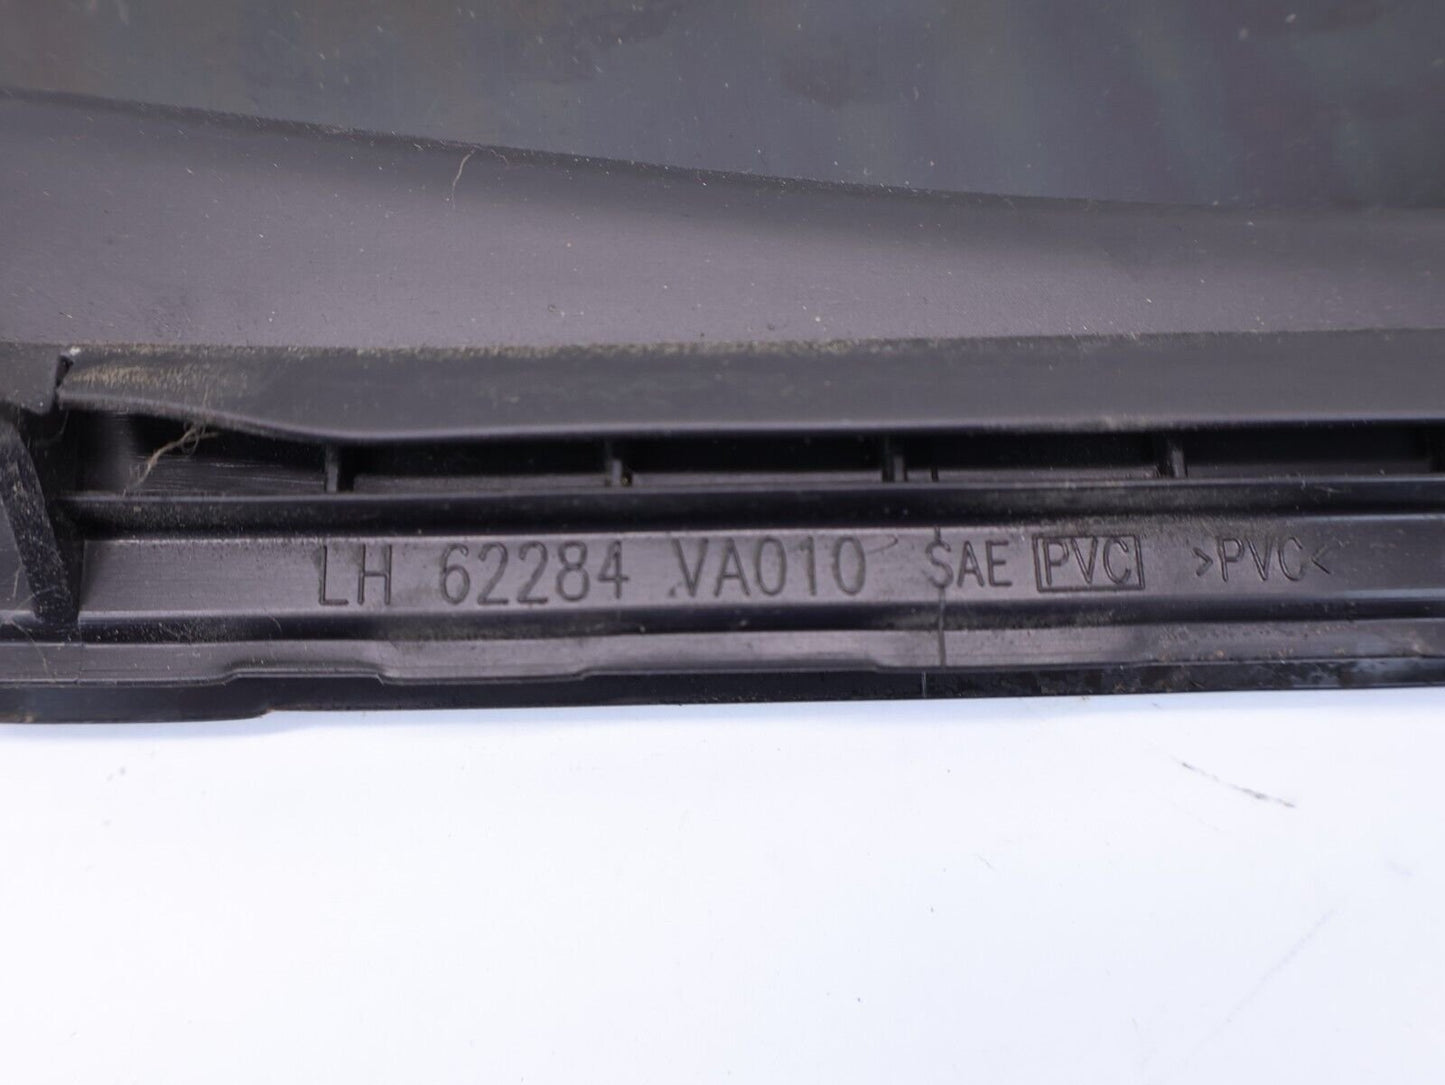 LH 62284 VA010 SAE PVC >PVC<